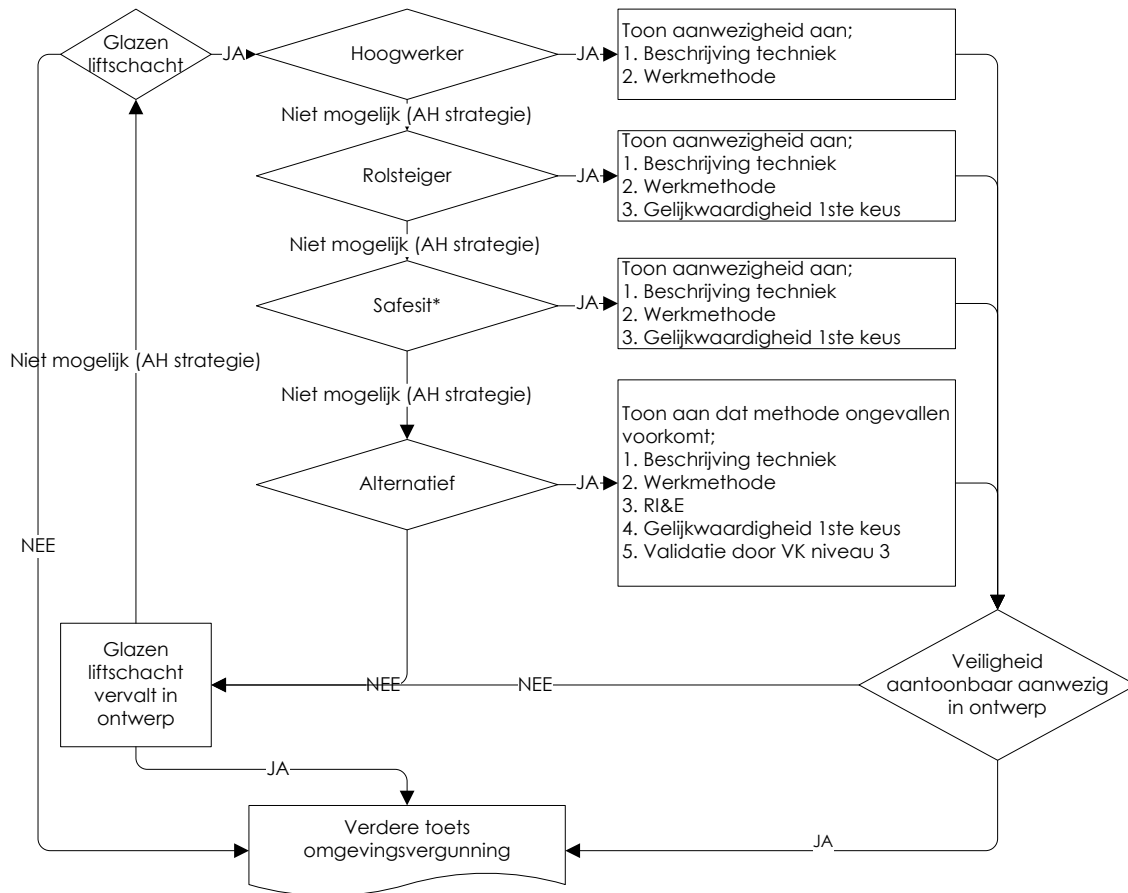 Glazen
liftschacht
JA
Hoogwerker
JA
Toon aanwezigheid aan;
1. Beschrijving techniek
2. Werkmethode
Niet mogelijk (AH strategie)
Rolsteiger
JA
Toon aanwezigheid aan;
1. Beschrijving techniek
2. Werkmethode
3. Gelijkwaardigheid 1ste keus
Niet mogelijk (AH strategie)
Safesit*
JA
Toon aanwezigheid aan;
1. Beschrijving techniek
2. Werkmethode
3. Gelijkwaardigheid 1ste keus
Niet mogelijk (AH strategie)
Niet mogelijk (AH strategie)
Alternatief
JA
Toon aan dat methode ongevallen
voorkomt;
1. Beschrijving techniek
2. Werkmethode
3. RI&E
4. Gelijkwaardigheid 1ste keus
5. Validatie door VK niveau 3
NEE
Glazen
liftschacht
vervalt in
ontwerp
NEE
NEE
Veiligheid
aantoonbaar aanwezig
in ontwerp
JA
Verdere toets
omgevingsvergunning
JA